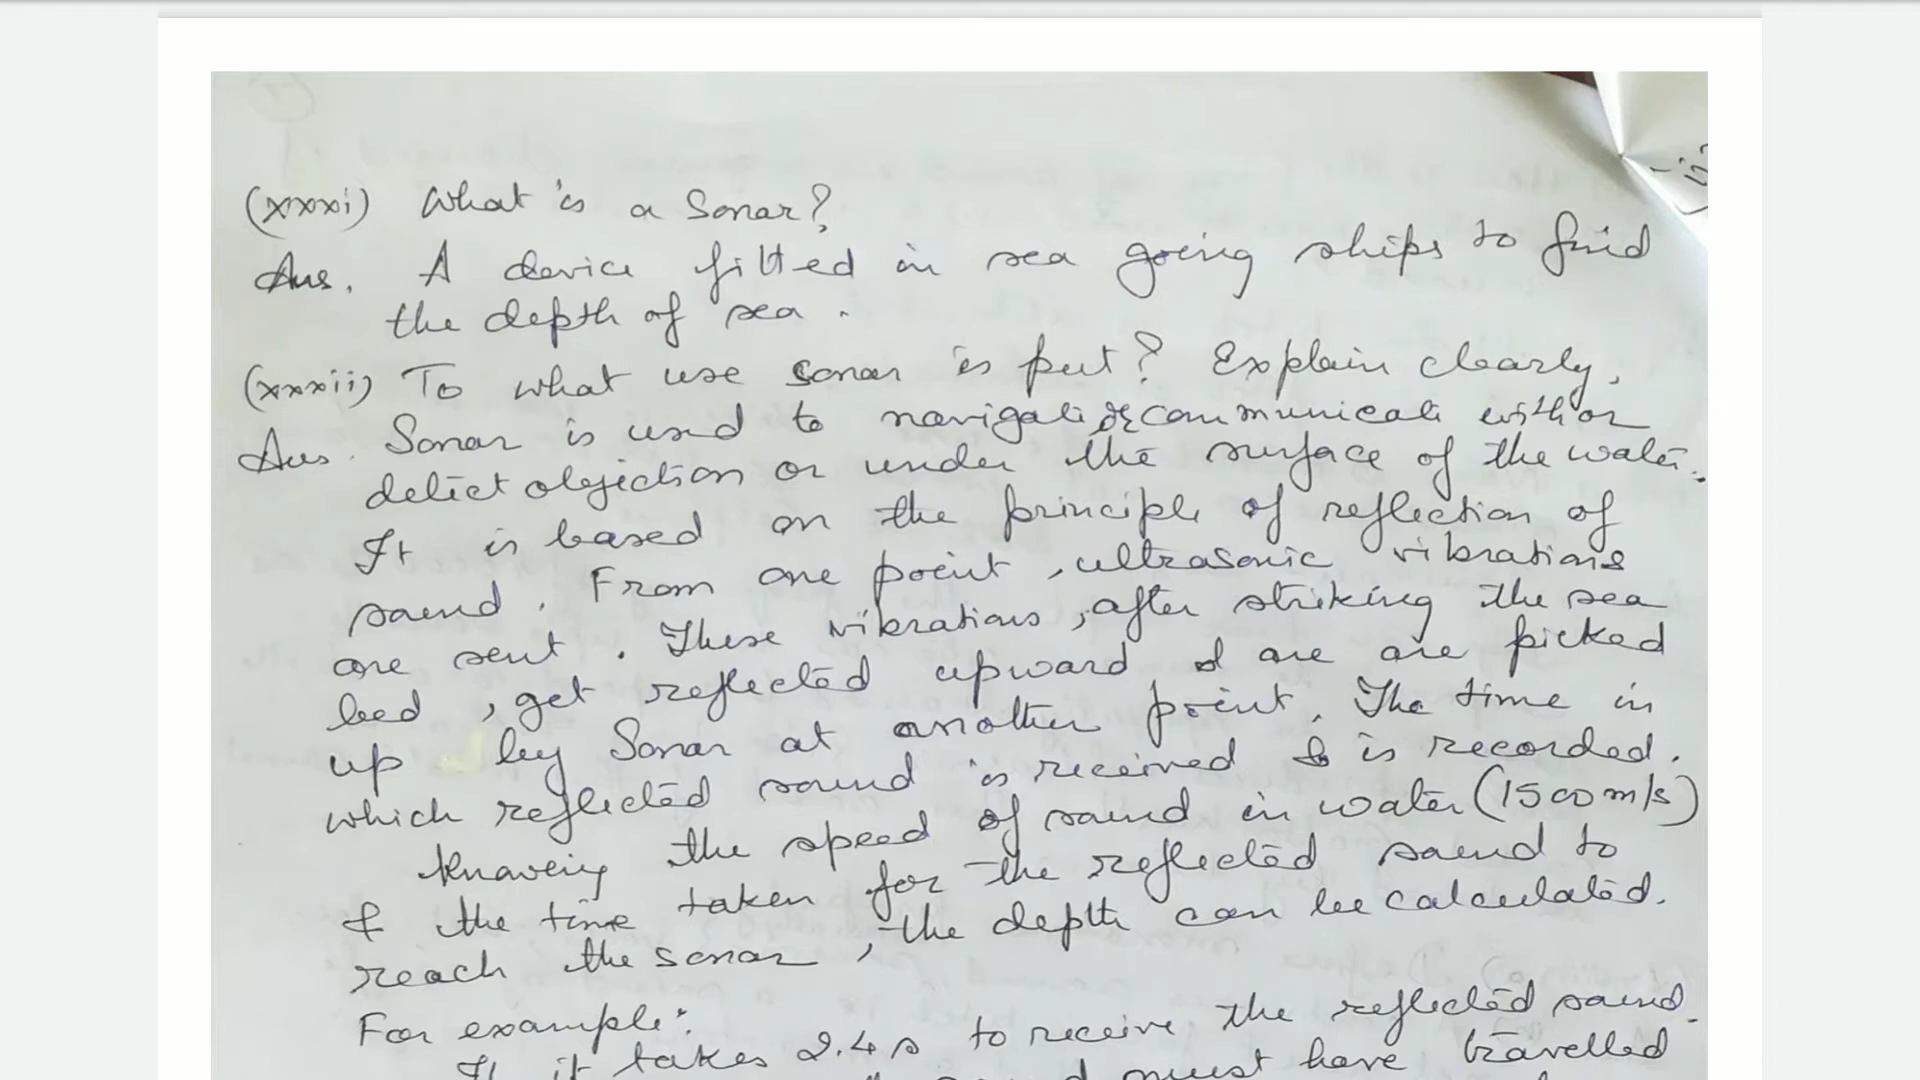 (xxxi) What is a Sonar?
Ans. A device fitted in sea going ships to find
the depth of sea.
(xxxii) To what use sonar is put? Explain clearly.
Ans. Sonar is used to navigate, communicate with or
detect objection or under the surface of the water.
It is based on the principle of reflection of
sound. From one point, ultrasonic vibrations
are sent. These vibrations, after striking the sea
bed, get reflected upward & are are picked
up by Sonar at another point. The time in
which reflected sound is received & is recorded.
Knowing the speed of sound in water (1500 m/s)
& the time taken for the reflected sound to
reach the sonar, the depth can be calculated.
For example:
If it takes 2.4 s to receive the reflected sound.
must have travelled